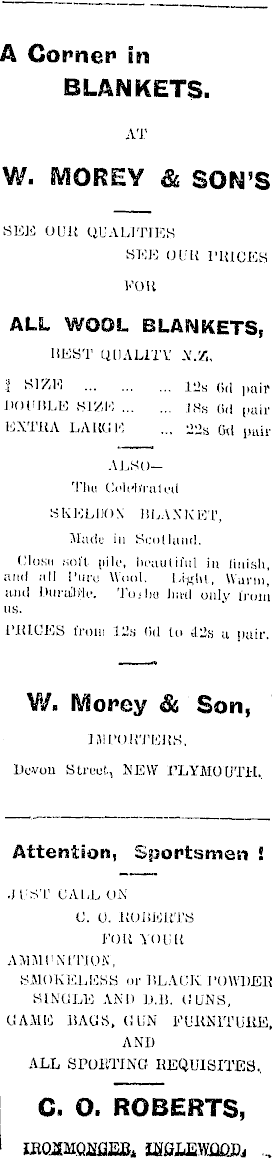 A Corner in
BLANKETS.
AT
W. MOREY & SON'S
SEE OUR QUALITIES
SEE OUR PRICES
FOR
ALL WOOL BLANKETS,
BEST QUALITY N.Z.
¾ SIZE ... ... ... 12s 6d pair
DOUBLE SIZE ... ... 18s 6d pair
EXTRA LARGE ... 22s 6d pair
ALSO—
The Celebrated
SKELDON BLANKET,
Made in Scotland.
Close soft pile, beautiful in finish,
and all Pure Wool. Light, Warm,
and Durable. To be had only from
us.
PRICES from 12s 6d to 42s a pair.
W. Morey & Son,
IMPORTERS,
Devon Street, NEW PLYMOUTH.
Attention, Sportsmen !
JUST CALL ON
C. O. ROBERTS
FOR YOUR
AMMUNITION,
SMOKELESS or BLACK POWDER
SINGLE AND D.B. GUNS,
GAME BAGS, GUN FURNITURE,
AND
ALL SPORTING REQUISITES.
C. O. ROBERTS,
IRONMONGER, INGLEWOOD.